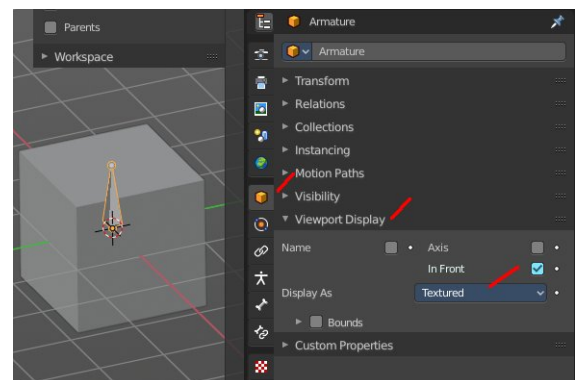 Parents
Workspace
Armature
Armature
Transform
Relations
Collections
Instancing
Motion Paths
Visibility
Viewport Display
Name
Axis
In Front
Display As
Textured
Bounds
Custom Properties